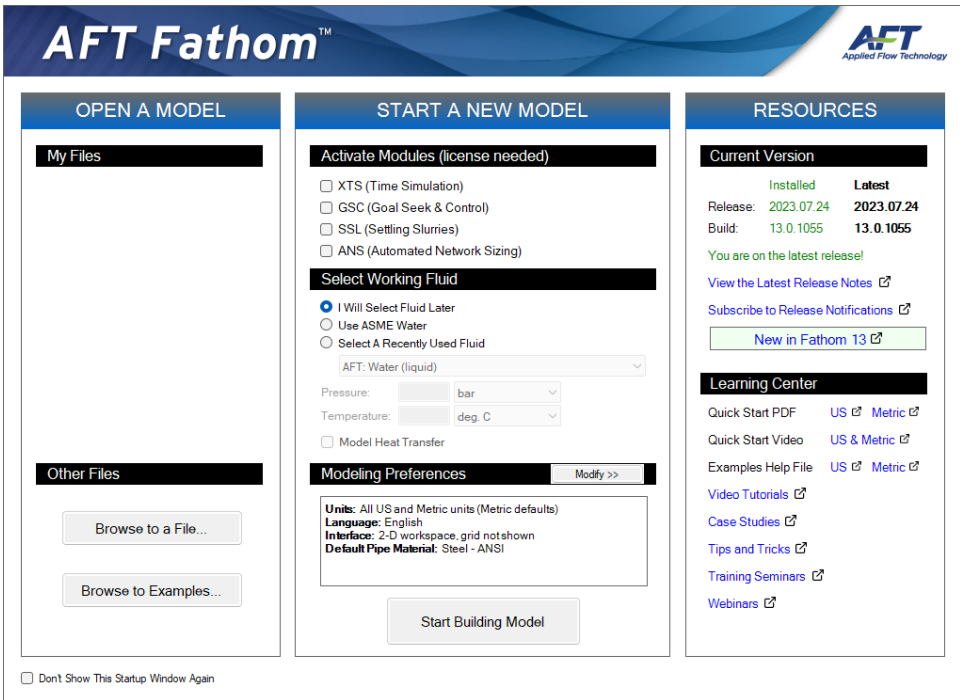 AFT Fathom™
AFT
Applied Flow Technology
OPEN A MODEL
My Files
Other Files
Browse to a File...
Browse to Examples...
START A NEW MODEL
Activate Modules (license needed)
XTS (Time Simulation)
GSC (Goal Seek & Control)
SSL (Settling Slurries)
ANS (Automated Network Sizing)
Select Working Fluid
I Will Select Fluid Later
Use ASME Water
Select A Recently Used Fluid
AFT: Water (liquid)
Pressure: bar
Temperature: deg. C
Model Heat Transfer
Modeling Preferences Modify >>
Units: All US and Metric units (Metric defaults)
Language: English
Interface: 2-D workspace, grid not shown
Default Pipe Material: Steel - ANSI
Start Building Model
RESOURCES
Current Version
Installed Latest
Release: 2023.07.24 2023.07.24
Build: 13.0.1055 13.0.1055
You are on the latest release!
View the Latest Release Notes
Subscribe to Release Notifications
New in Fathom 13
Learning Center
Quick Start PDF US Metric
Quick Start Video US & Metric
Examples Help File US Metric
Video Tutorials
Case Studies
Tips and Tricks
Training Seminars
Webinars
Don't Show This Startup Window Again